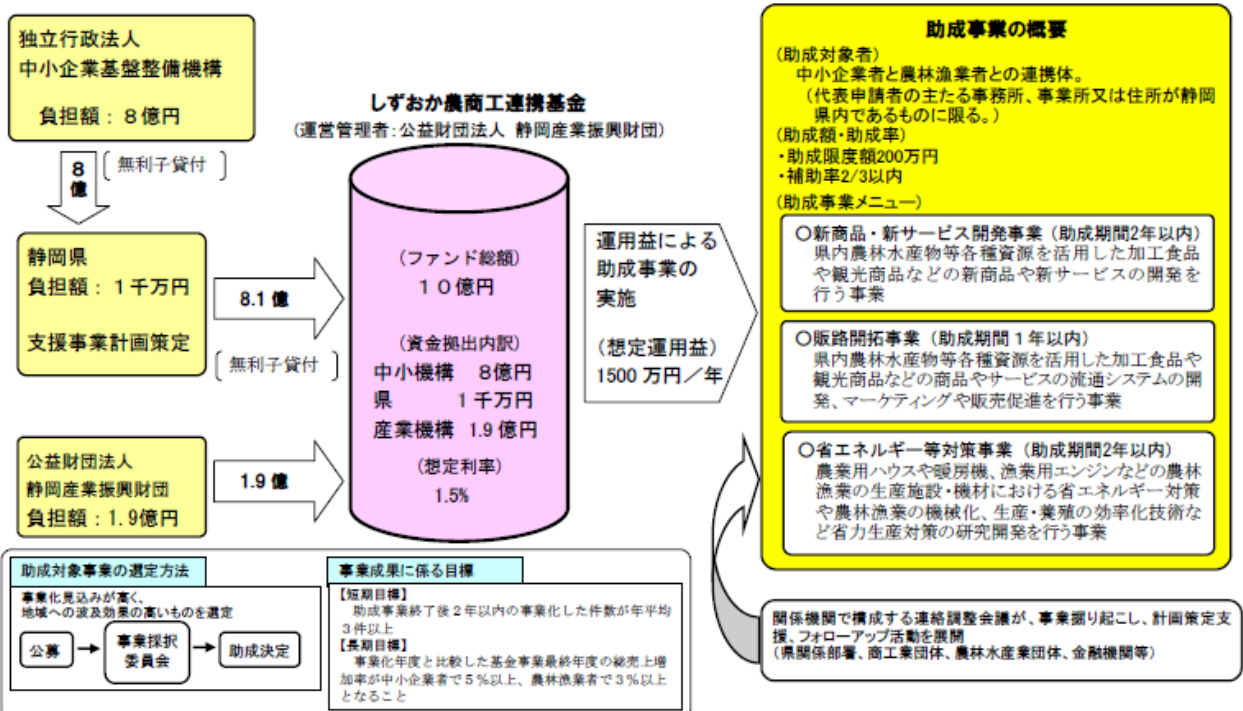 独立行政法人
中小企業基盤整備機構
負担額：８億円
8
億
無利子貸付
静岡県
負担額：１千万円
支援事業計画策定
8.1 億
無利子貸付
公益財団法人
静岡産業振興財団
負担額：1.9億円
1.9 億
しずおか農商工連携基金
(運営管理者：公益財団法人 静岡産業振興財団)
(ファンド総額)
１０億円
(資金拠出内訳)
中小機構 8億円
県 1 千万円
産業機構 1.9 億円
(想定利率)
1.5%
運用益による
助成事業の
実施
(想定運用益)
1500 万円／年
助成事業の概要
(助成対象者)
中小企業者と農林漁業者との連携体。
(代表申請者の主たる事務所、事業所又は住所が静岡
県内であるものに限る。)
(助成額・助成率)
・助成限度額200万円
・補助率2/3以内
(助成事業メニュー)
○新商品・新サービス開発事業 (助成期間2年以内)
県内農林水産物等各種資源を活用した加工食品
や観光商品などの新商品や新サービスの開発を
行う事業
○販路開拓事業 (助成期間１年以内)
県内農林水産物等各種資源を活用した加工食品や
観光商品などの商品やサービスの流通システムの開
発、マーケティングや販売促進を行う事業
○省エネルギー等対策事業 (助成期間2年以内)
農業用ハウスや暖房機、漁業用エンジンなどの農林
漁業の生産施設・機材における省エネルギー対策
や農林漁業の機械化、生産・養殖の効率化技術な
ど省力生産対策の研究開発を行う事業
助成対象事業の選定方法
事業化見込みが高く、
地域への波及効果の高いものを選定
公募
事業採択
委員会
助成決定
事業成果に係る目標
【短期目標】
助成事業終了後２年以内の事業化した件数が年平均
３件以上
【長期目標】
事業化年度と比較した基金事業最終年度の総売上増
加率が中小企業者で５％以上、農林漁業者で３％以上
となること
関係機関で構成する連絡調整会議が、事業掘り起こし、計画策定支
援、フォローアップ活動を展開
(県関係部署、商工業団体、農林水産業団体、金融機関等)